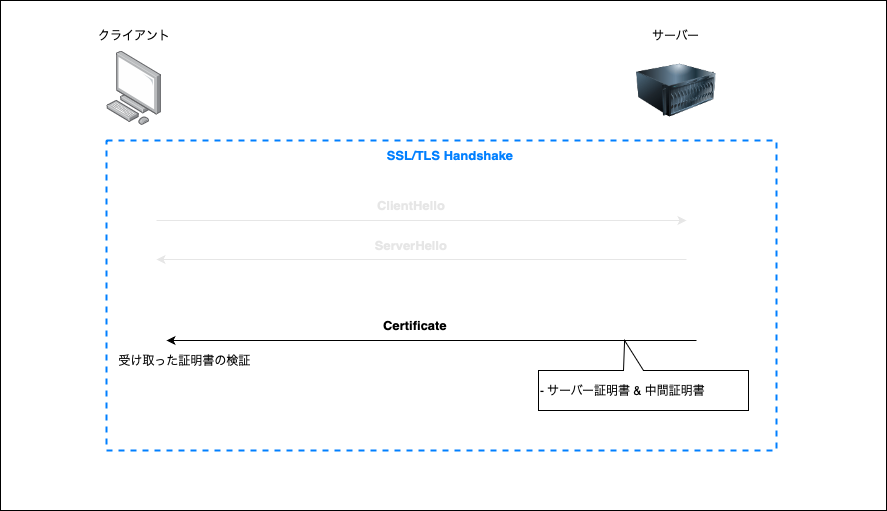 クライアント
サーバー
SSL/TLS Handshake
ClientHello
ServerHello
Certificate
受け取った証明書の検証
- サーバー証明書 & 中間証明書